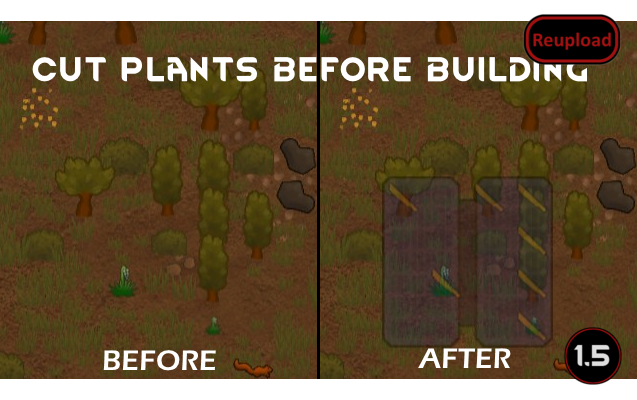 Reupload
CUT PLANTS BEFORE BUILDING
BEFORE
AFTER
1.5